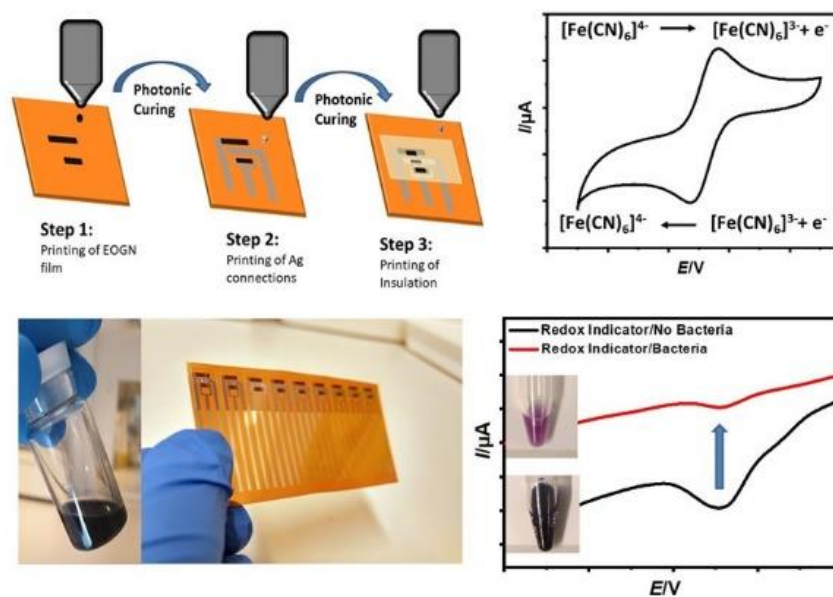 Photonic
Curing
Photonic
Curing
Step 1:
Printing of EOGN
film
Step 2:
Printing of Ag
connections
Step 3:
Printing of
Insulation
[Fe(CN)₆]⁴⁻ → [Fe(CN)₆]³⁻+ e⁻
I/µA
[Fe(CN)₆]⁴⁻ ← [Fe(CN)₆]³⁻+ e⁻
E/V
Redox Indicator/No Bacteria
Redox Indicator/Bacteria
I/µA
E/V